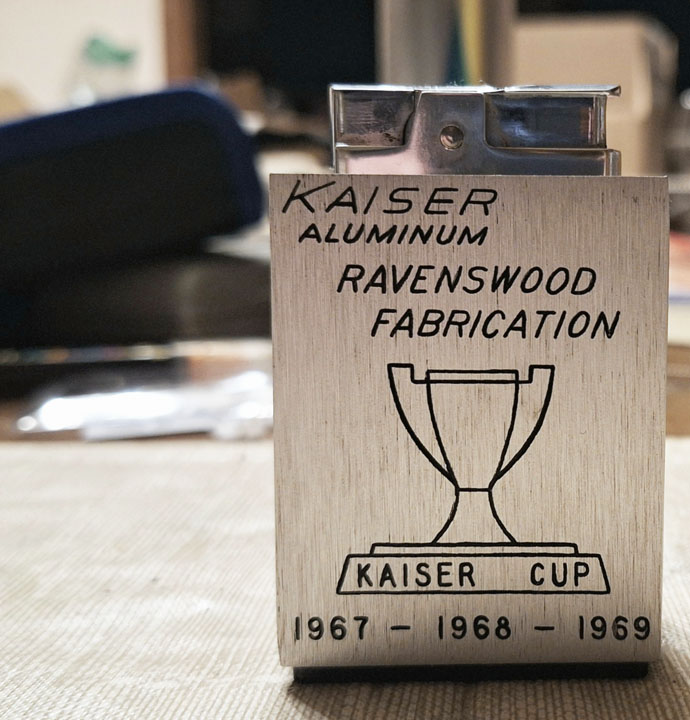 KAISER
ALUMINUM
RAVENSWOOD
FABRICATION
KAISER CUP
1967 - 1968 - 1969